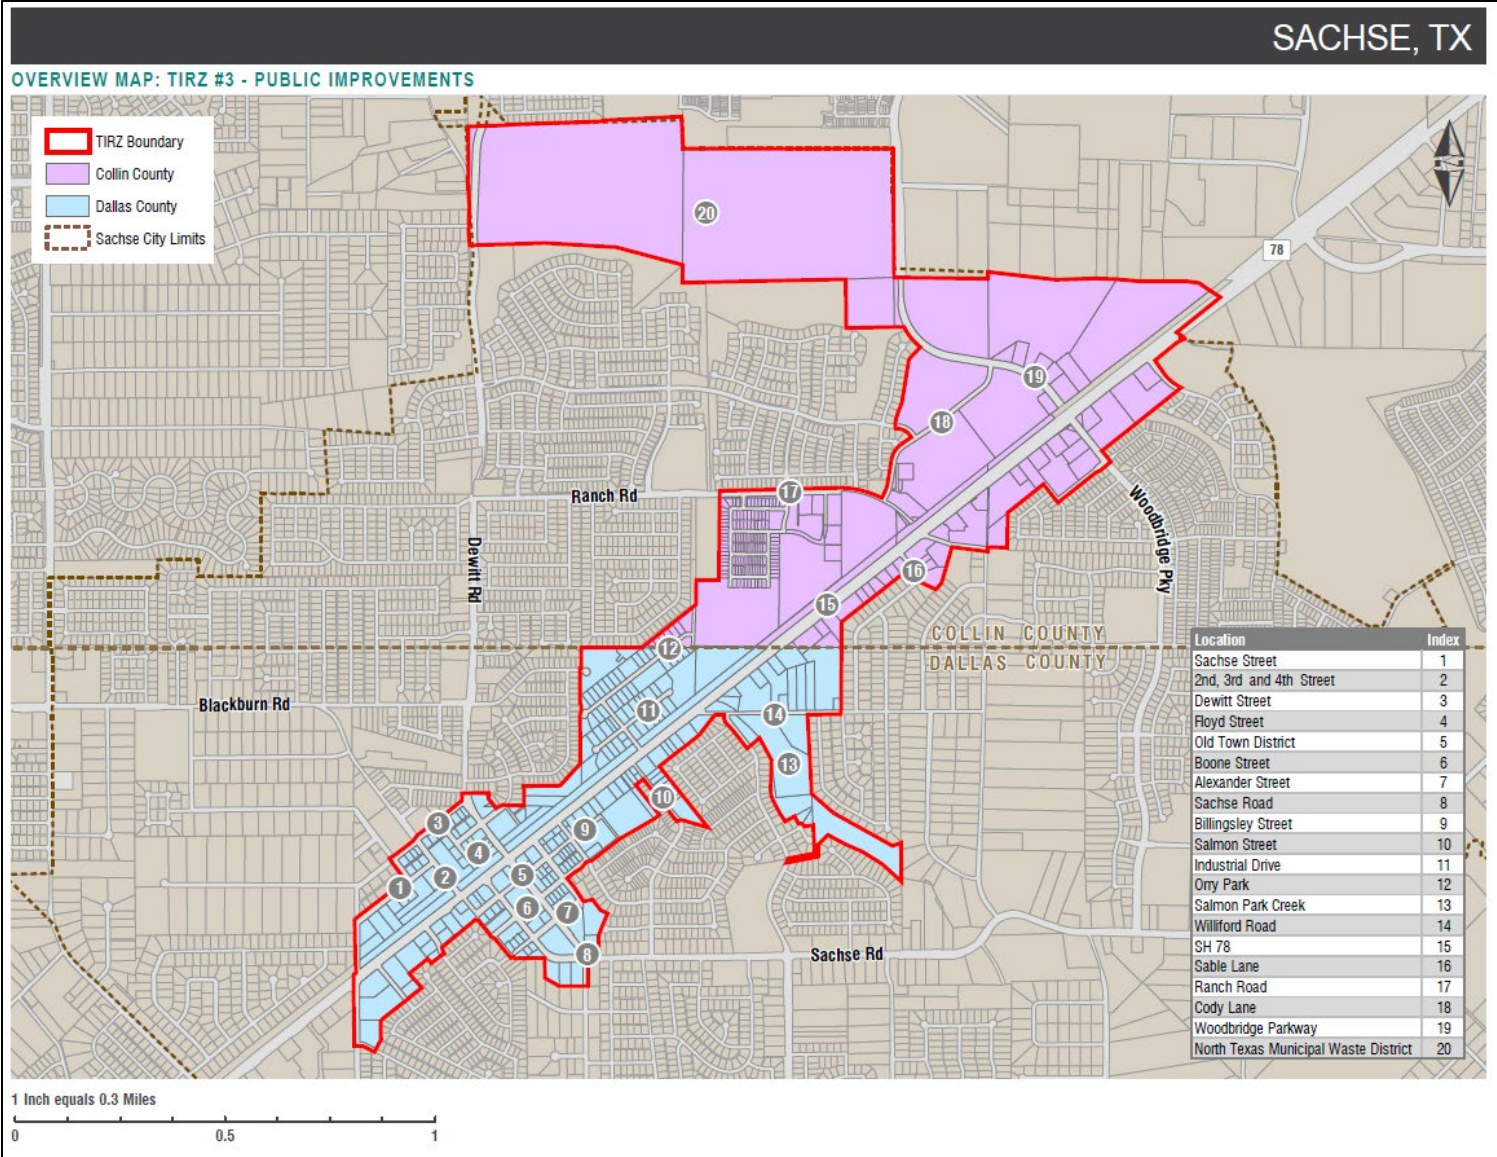 SACHSE, TX
OVERVIEW MAP: TIRZ #3 - PUBLIC IMPROVEMENTS
TIRZ Boundary
Collin County
Dallas County
Sachse City Limits
20
78
19
18
Ranch Rd
17
Woodbridge Pky
Dewitt Rd
16
15
COLLIN COUNTY
DALLAS COUNTY
12
Blackburn Rd
11
14
13
10
3
9
4
5
2
1
6
7
8
Sachse Rd
Location Index
Sachse Street 1
2nd, 3rd and 4th Street 2
Dewitt Street 3
Floyd Street 4
Old Town District 5
Boone Street 6
Alexander Street 7
Sachse Road 8
Billingsley Street 9
Salmon Street 10
Industrial Drive 11
Orry Park 12
Salmon Park Creek 13
Williford Road 14
SH 78 15
Sable Lane 16
Ranch Road 17
Cody Lane 18
Woodbridge Parkway 19
North Texas Municipal Waste District 20
1 Inch equals 0.3 Miles
0 0.5 1